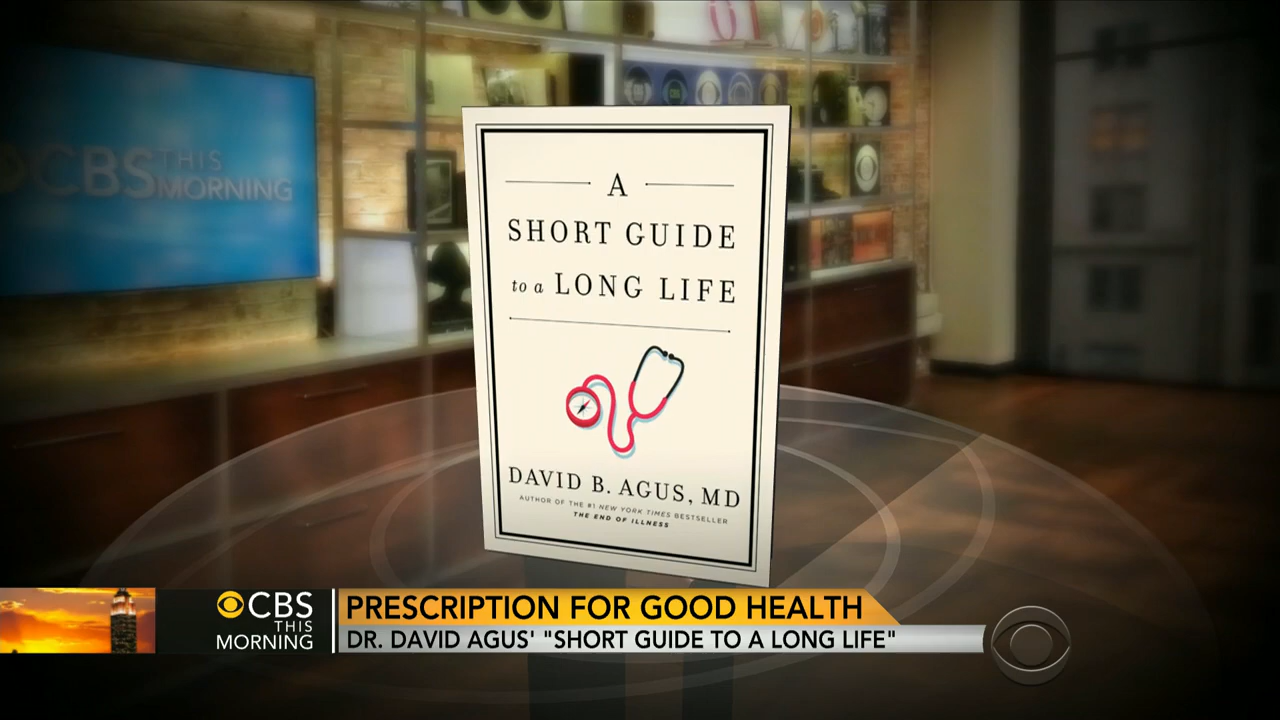 CBS THIS MORNING
A
SHORT GUIDE
to a LONG LIFE
DAVID B. AGUS, MD
AUTHOR OF THE #1 NEW YORK TIMES BESTSELLER
THE END OF ILLNESS
CBS
THIS
MORNING
PRESCRIPTION FOR GOOD HEALTH
DR. DAVID AGUS' "SHORT GUIDE TO A LONG LIFE"